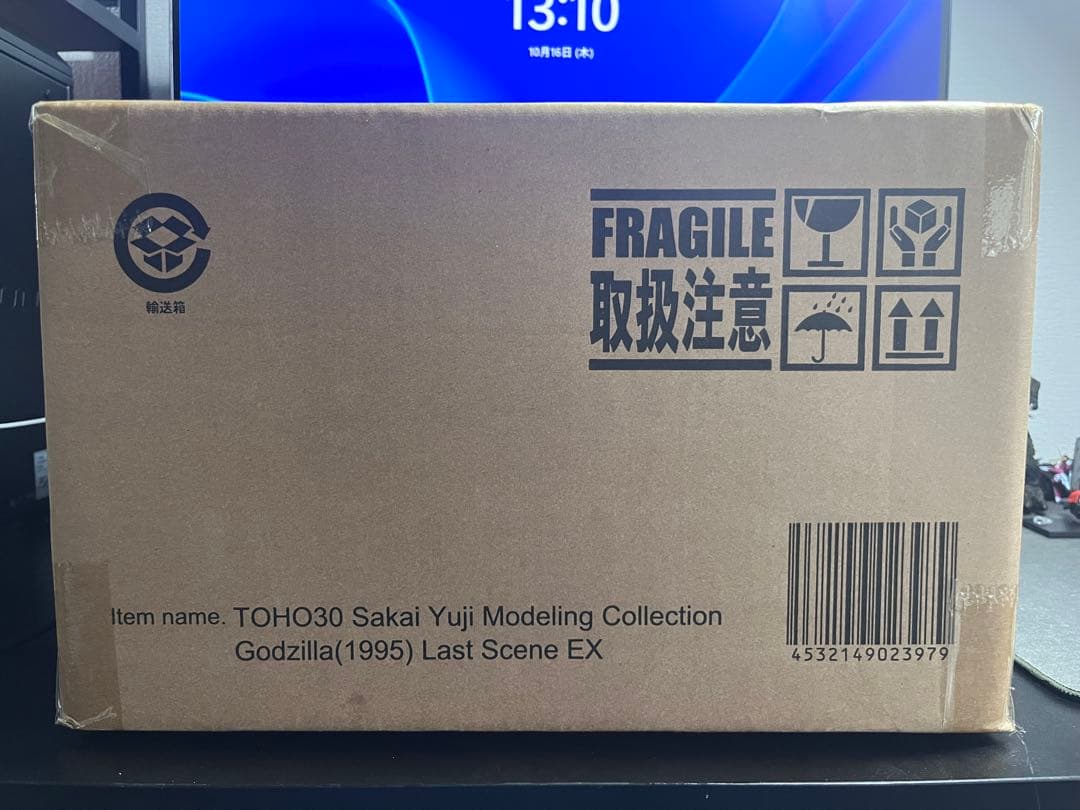 13:10
10月16日 (木)
輸送箱
FRAGILE
取扱注意
Item name. TOHO30 Sakai Yuji Modeling Collection
Godzilla(1995) Last Scene EX
4532149023979